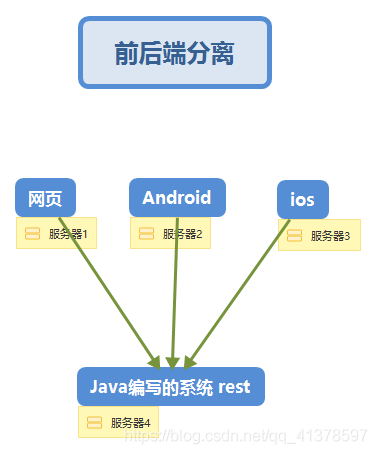 前后端分离
网页
Android
ios
服务器1
服务器2
服务器3
Java编写的系统 rest
服务器4
https://blog.csdn.net/qq_41378597